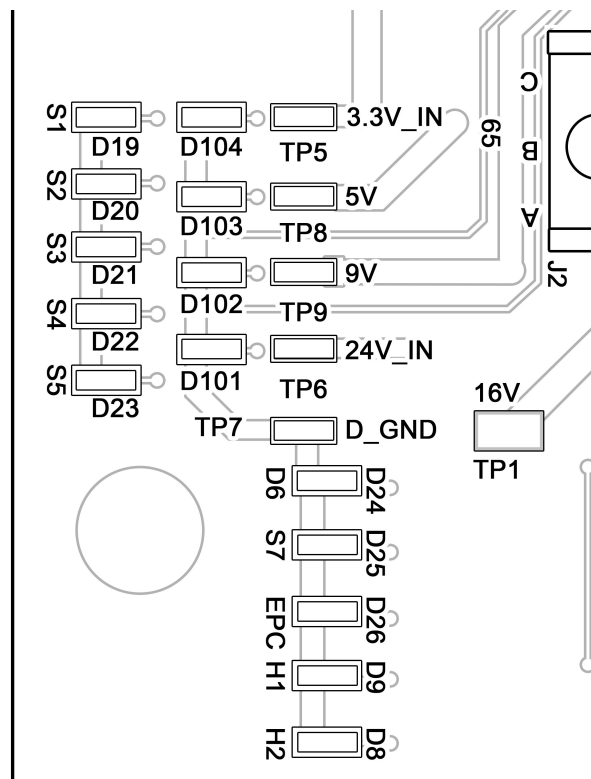 C
S1
3.3V_IN
D19
D104
TP5
65
B
S2
5V
D20
D103
TP8
A
S3
D21
9V
J2
D102
TP9
S4
D22
24V_IN
S5
D101
TP6
D23
16V
TP7
D_GND
TP1
D6
D24
S7
D25
EPC
D26
H1
D9
H2
D8